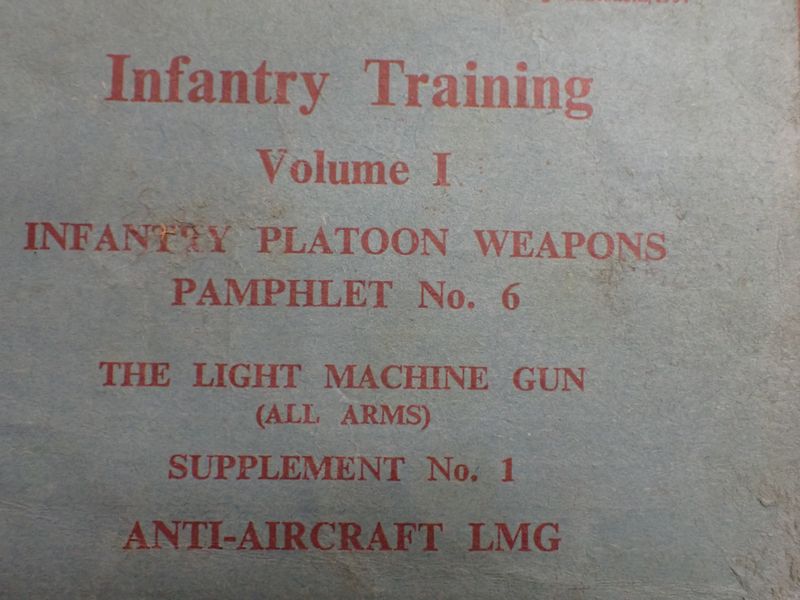 Infantry Training
Volume I
INFANTRY PLATOON WEAPONS
PAMPHLET No. 6
THE LIGHT MACHINE GUN
(ALL ARMS)
SUPPLEMENT No. 1
ANTI-AIRCRAFT LMG